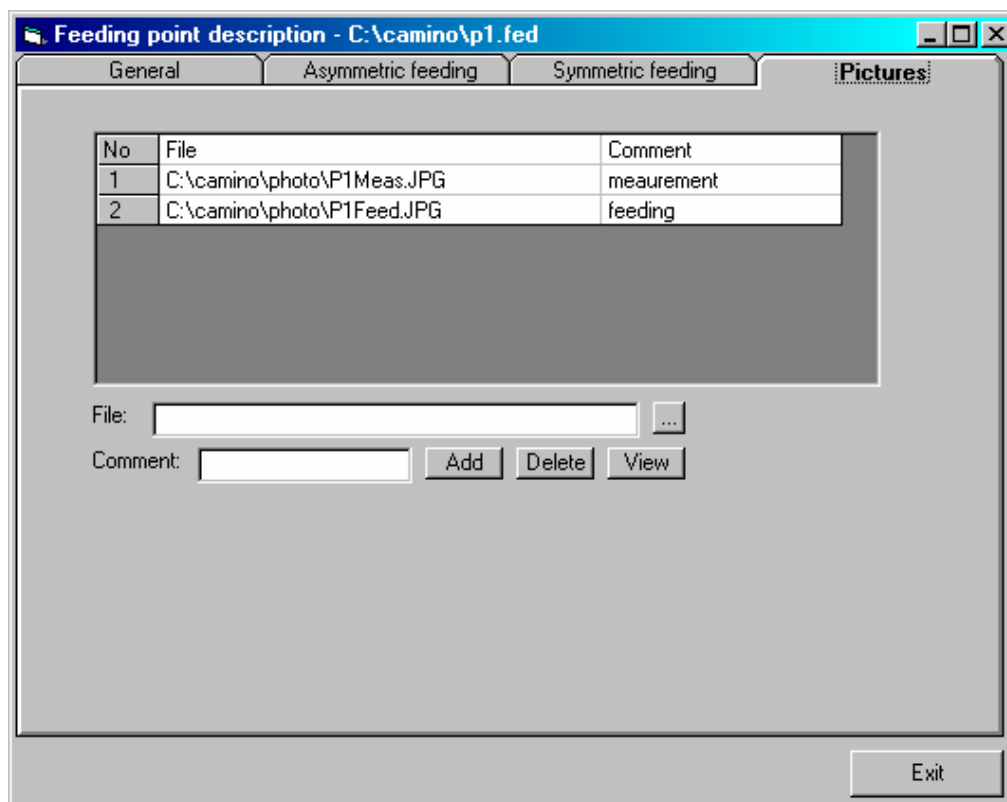 Feeding point description - C:\camino\p1.fed
General Asymmetric feeding Symmetric feeding Pictures
No File Comment
1 C:\camino\photo\P1Meas.JPG meaurement
2 C:\camino\photo\P1Feed.JPG feeding
File: ...
Comment: Add Delete View
Exit